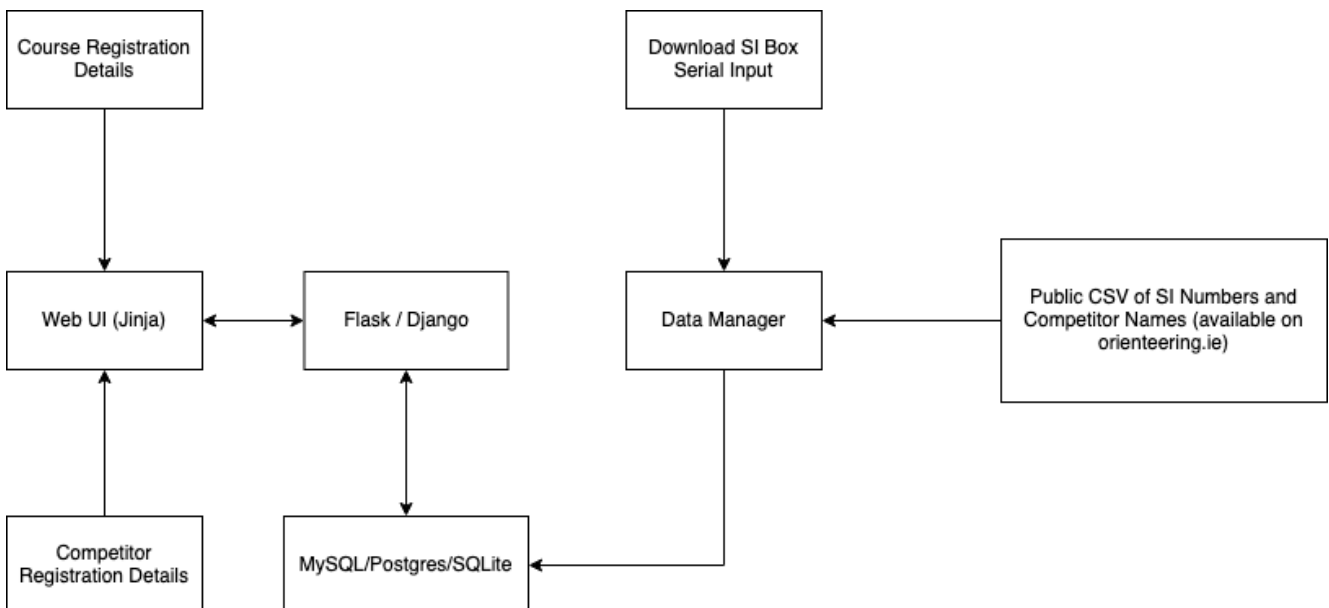 Course Registration
Details
Download SI Box
Serial Input
Web UI (Jinja)
Flask / Django
Data Manager
Public CSV of SI Numbers and
Competitor Names (available on
orienteering.ie)
Competitor
Registration Details
MySQL/Postgres/SQLite